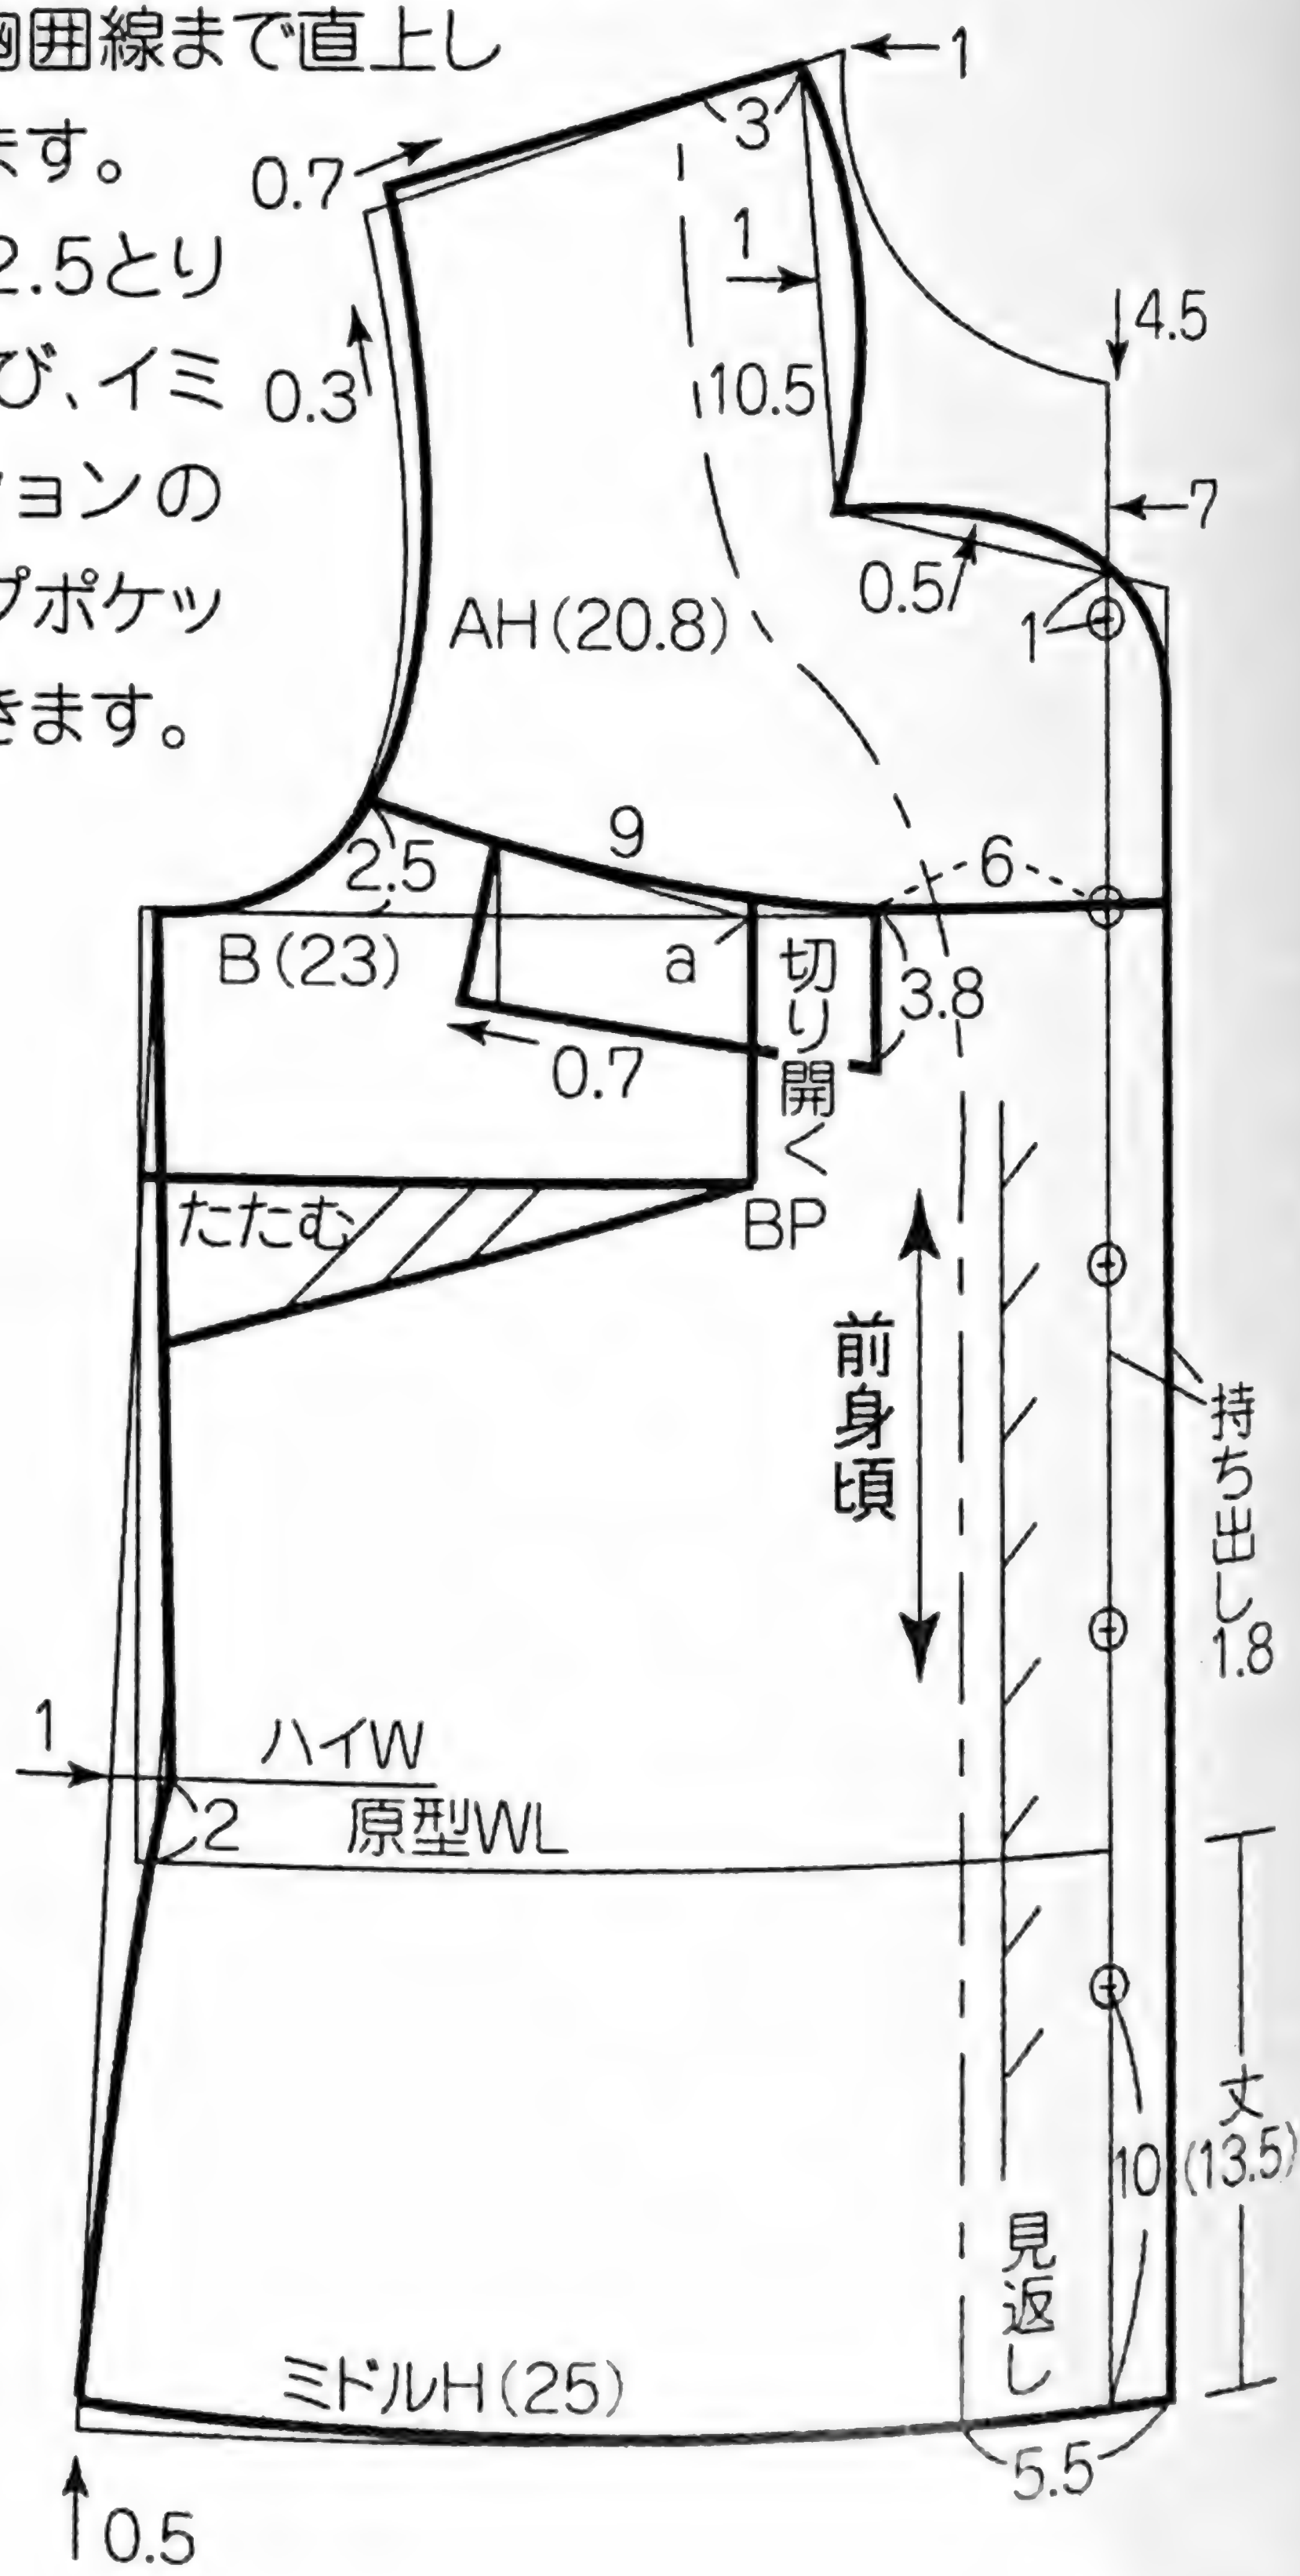 胸囲線まで直上し
ます。
2.5とり
び、イミ
ションの
プポケッ
きます。
1
3
0.7
1
4.5
0.3
10.5
7
0.5
AH(20.8)
1
9
2.5
6
B(23)
a
切り開く
3.8
0.7
たたむ
BP
前身頃
持ち出し
1.8
1
ハイW
2
原型WL
丈
(13.5)
10
見返し
ミドルH(25)
5.5
0.5